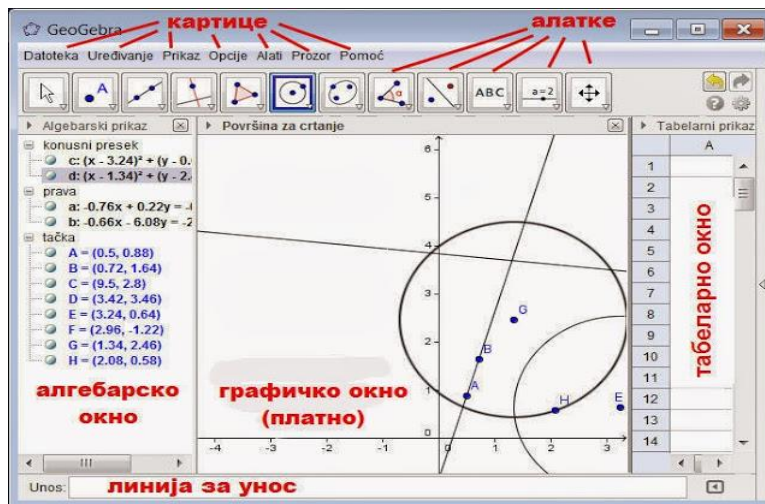 картице
алатке
GeoGebra
Datoteka Uređivanje Prikaz Opcije Alati Prozor Pomoć
A
α
ABC
a=2
Algebarski prikaz
Površina za crtanje
Tabelarni prikaz
konusni presek
c: (x - 3.24)² + (y - 0.
d: (x - 1.34)² + (y - 2.
prava
a: -0.76x + 0.22y =
b: -0.66x - 6.08y = -2
tačka
A = (0.5, 0.88)
B = (0.72, 1.64)
C = (9.5, 2.8)
D = (3.42, 3.46)
E = (3.24, 0.64)
F = (2.96, -1.22)
G = (1.34, 2.46)
H = (2.08, 0.58)
алгебарско
окно
6
5
4
3
2
1
0
-4 -3 -2 -1 0 1 2 3
G
B
A
H
E
графичко окно
(платно)
A
1
2
3
4
5
6
7
8
9
10
11
12
13
14
табеларно окно
Unos:
линија за унос